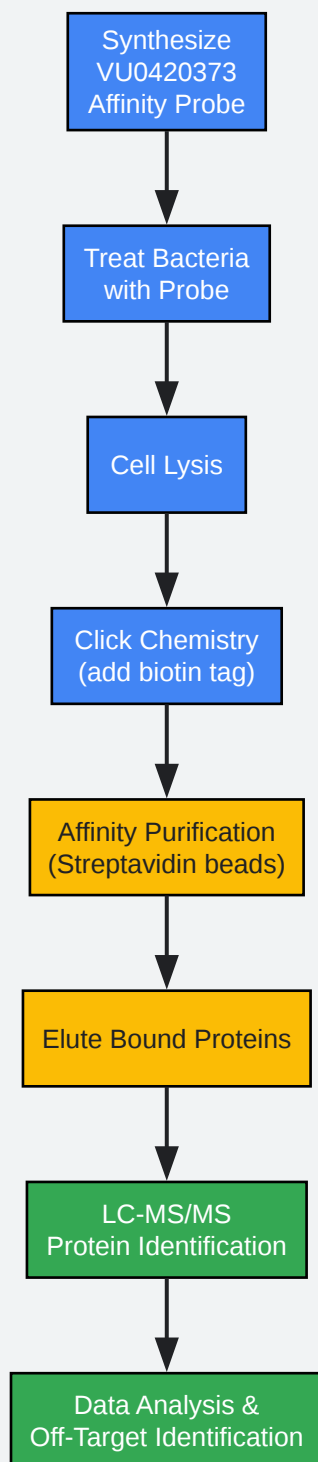 Synthesize
VU0420373
Affinity Probe
Treat Bacteria
with Probe
Cell Lysis
Click Chemistry
(add biotin tag)
Affinity Purification
(Streptavidin beads)
Elute Bound Proteins
LC-MS/MS
Protein Identification
Data Analysis &
Off-Target Identification